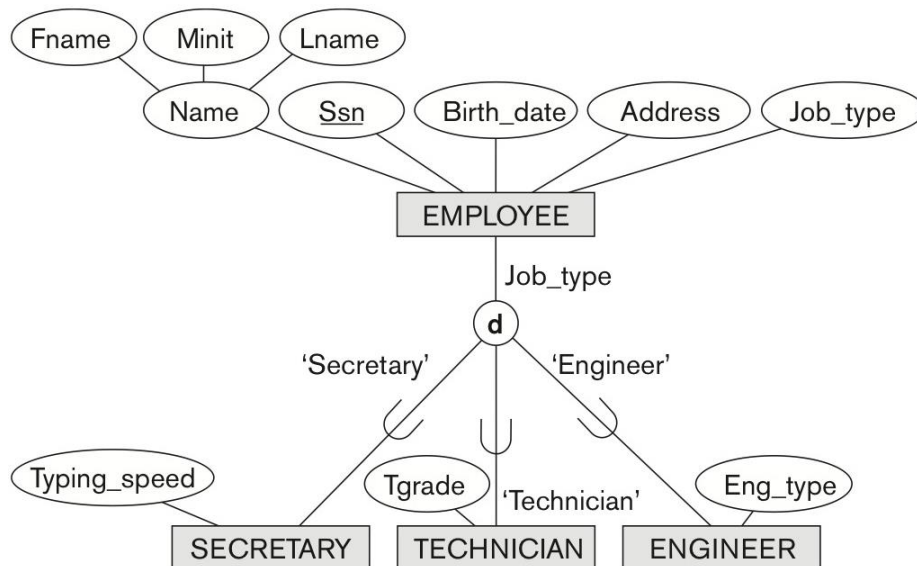 Fname Minit Lname
Name Ssn Birth_date Address Job_type
EMPLOYEE
Job_type
d
‘Secretary’ ‘Engineer’
Typing_speed Tgrade Eng_type
‘Technician’
SECRETARY TECHNICIAN ENGINEER